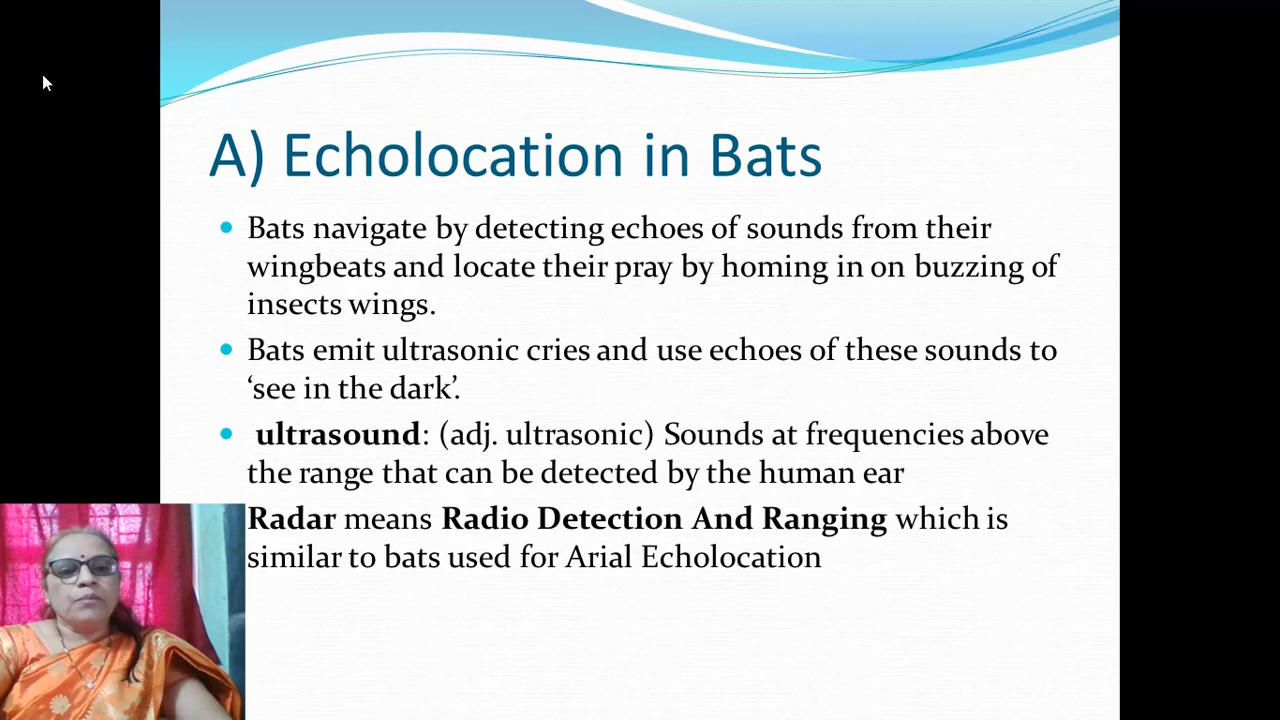 A) Echolocation in Bats
Bats navigate by detecting echoes of sounds from their
wingbeats and locate their pray by homing in on buzzing of
insects wings.
Bats emit ultrasonic cries and use echoes of these sounds to
‘see in the dark’.
ultrasound: (adj. ultrasonic) Sounds at frequencies above
the range that can be detected by the human ear
Radar means Radio Detection And Ranging which is
similar to bats used for Arial Echolocation